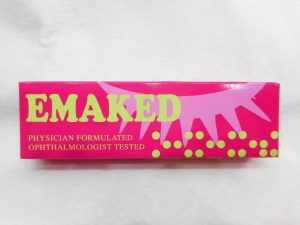 EMAKED
PHYSICIAN FORMULATED
OPHTHALMOLOGIST TESTED